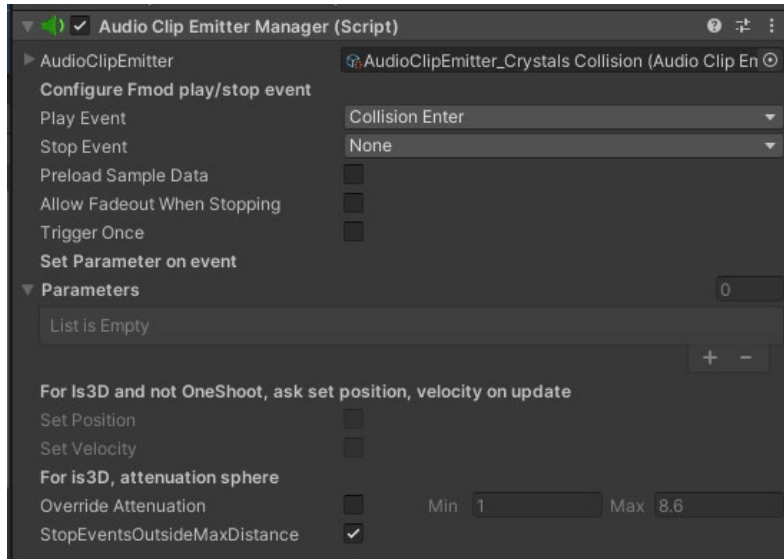 Audio Clip Emitter Manager (Script)
AudioClipEmitter AudioClipEmitter_Crystals Collision (Audio Clip En
Configure Fmod play/stop event
Play Event Collision Enter
Stop Event None
Preload Sample Data
Allow Fadeout When Stopping
Trigger Once
Set Parameter on event
Parameters 0
List is Empty
+ −
For Is3D and not OneShoot, ask set position, velocity on update
Set Position
Set Velocity
For is3D, attenuation sphere
Override Attenuation Min 1 Max 8.6
StopEventsOutsideMaxDistance